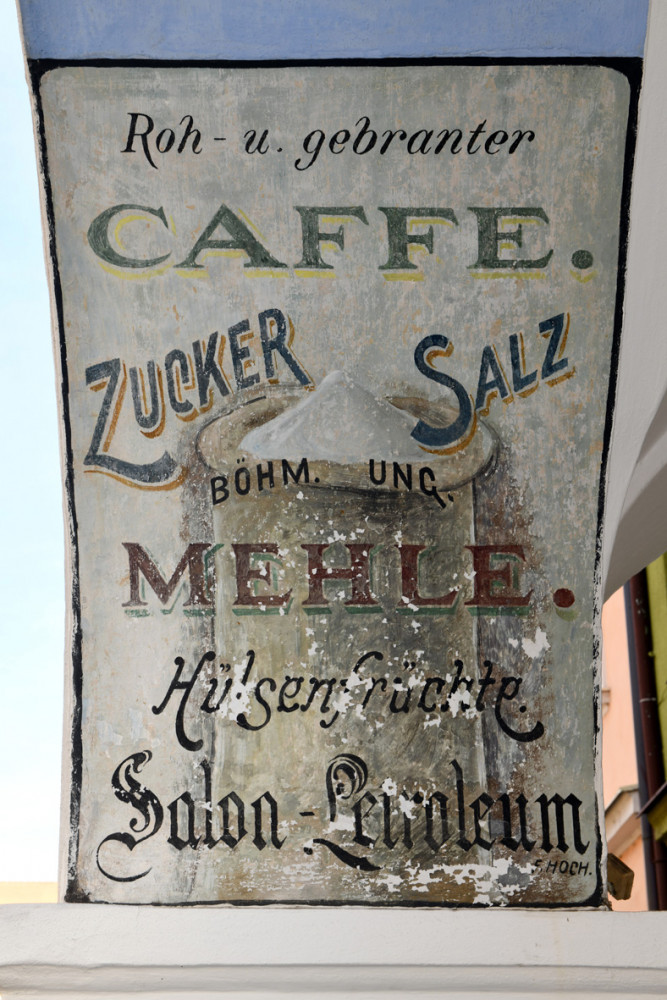 Roh - u. gebranter
CAFFE.
ZUCKER SALZ
BÖHM. UNG.
MEHLE.
Hülsenfrüchte.
Salon - Petroleum
F. HOCH.